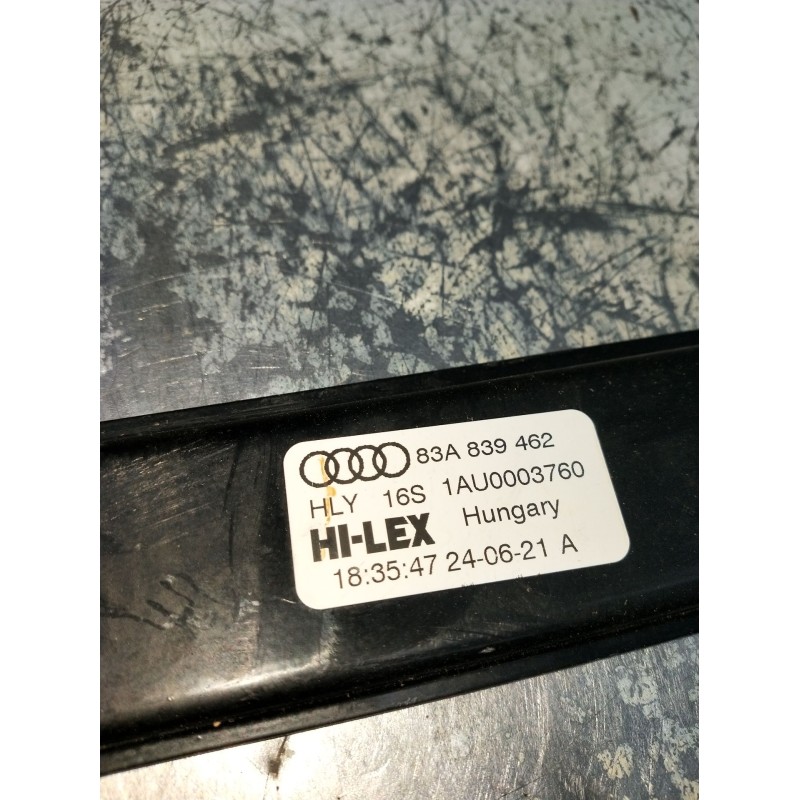 83A 839 462
HLY 16S 1AU0003760
HI-LEX Hungary
18:35:47 24-06-21 A